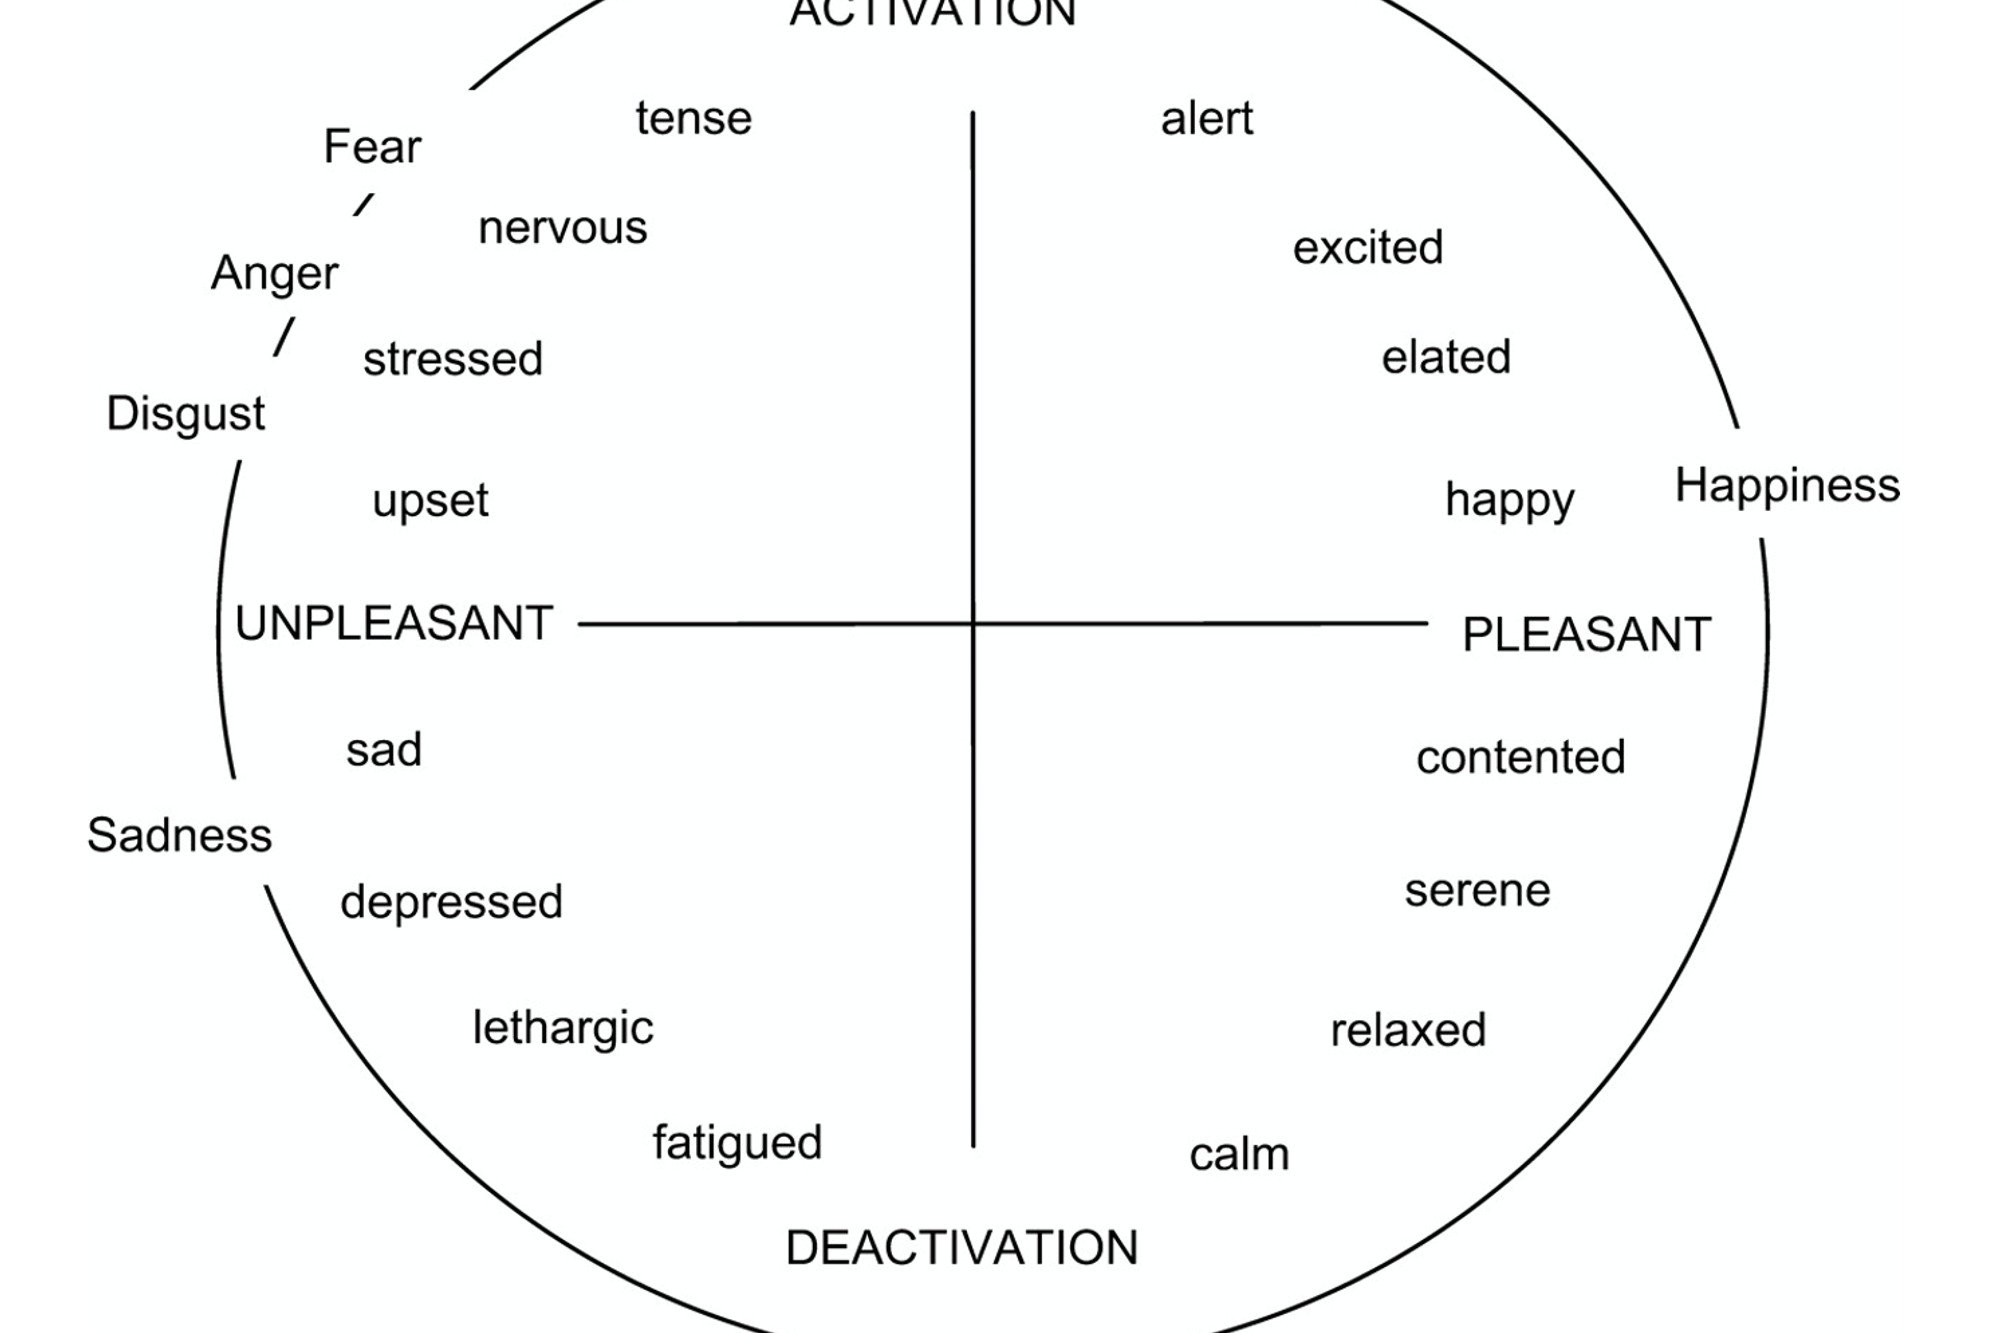 ACTIVATION
tense
alert
Fear
nervous
excited
Anger
stressed
elated
Disgust
upset
happy
Happiness
UNPLEASANT
PLEASANT
sad
contented
Sadness
depressed
serene
lethargic
relaxed
fatigued
calm
DEACTIVATION